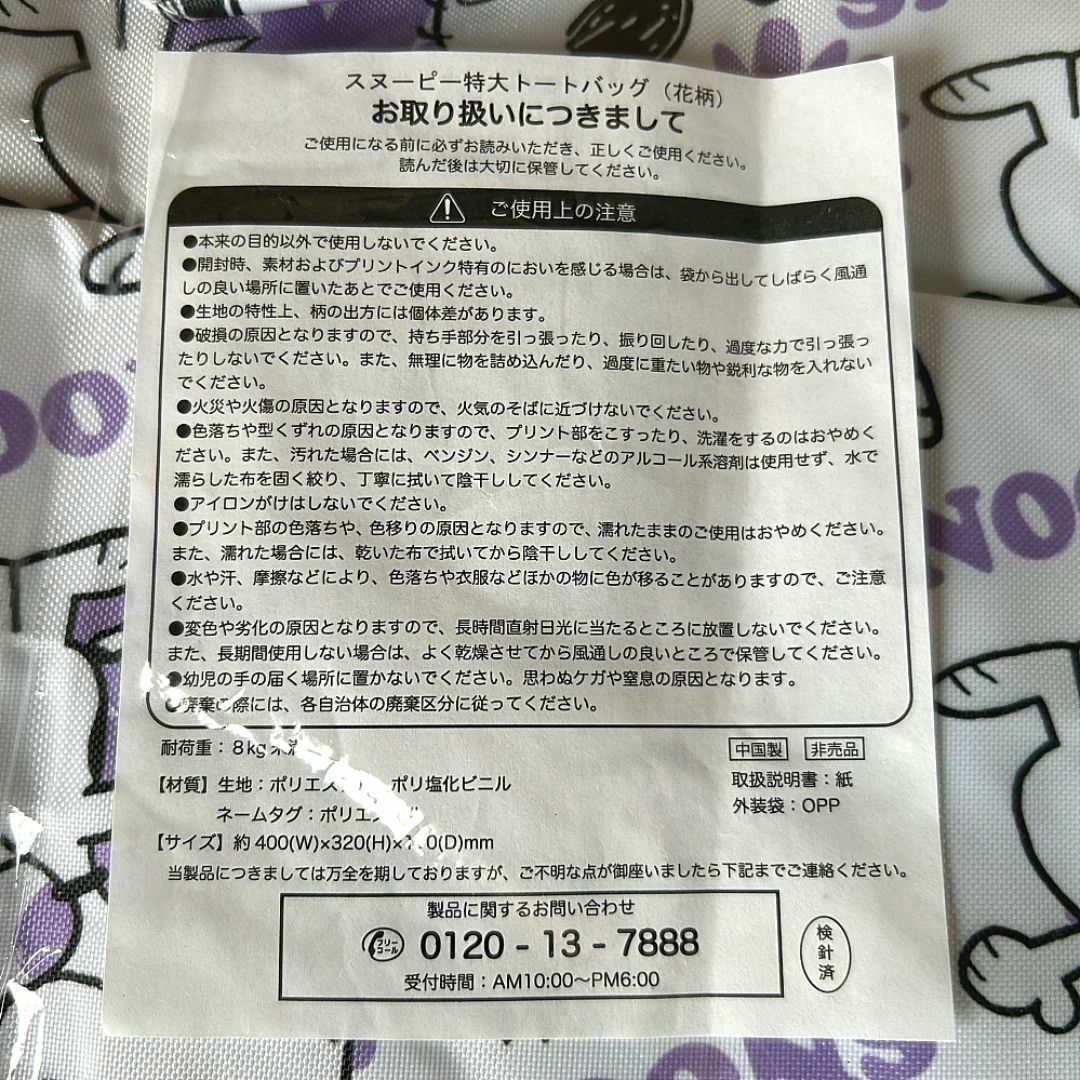 スヌーピー特大トートバッグ（花柄）
お取り扱いにつきまして
ご使用になる前に必ずお読みいただき、正しくご使用ください。
読んだ後は大切に保管してください。
ご使用上の注意
●本来の目的以外で使用しないでください。
●開封時、素材およびプリントインク特有のにおいを感じる場合は、袋から出してしばらく風通
しの良い場所に置いたあとでご使用ください。
●生地の特性上、柄の出方には個体差があります。
●破損の原因となりますので、持ち手部分を引っ張ったり、振り回したり、過度な力で引っ張っ
たりしないでください。また、無理に物を詰め込んだり、過度に重たい物や鋭利な物を入れない
でください。
●火災や火傷の原因となりますので、火気のそばに近づけないでください。
●色落ちや型くずれの原因となりますので、プリント部をこすったり、洗濯をするのはおやめく
ださい。また、汚れた場合には、ベンジン、シンナーなどのアルコール系溶剤は使用せず、水で
濡らした布を固く絞り、丁寧に拭いて陰干ししてください。
●アイロンがけはしないでください。
●プリント部の色落ちや、色移りの原因となりますので、濡れたままのご使用はおやめください。
また、濡れた場合には、乾いた布で拭いてから陰干ししてください。
●水や汗、摩擦などにより、色落ちや衣服などほかの物に色が移ることがありますので、ご注意
ください。
●変色や劣化の原因となりますので、長時間直射日光に当たるところに放置しないでください。
また、長期間使用しない場合は、よく乾燥させてから風通しの良いところで保管してください。
●幼児の手の届く場所に置かないでください。思わぬケガや窒息の原因となります。
●廃棄の際には、各自治体の廃棄区分に従ってください。
耐荷重：8kg未満
中国製 非売品
【材質】生地：ポリエス ポリ塩化ビニル
取扱説明書：紙
ネームタグ：ポリエス
外装袋：OPP
【サイズ】約400(W)×320(H)× (D)mm
当製品につきましては万全を期しておりますが、ご不明な点が御座いましたら下記までご連絡ください。
製品に関するお問い合わせ
フリーコール 0120 - 13 - 7888
受付時間：AM10:00～PM6:00
検針済